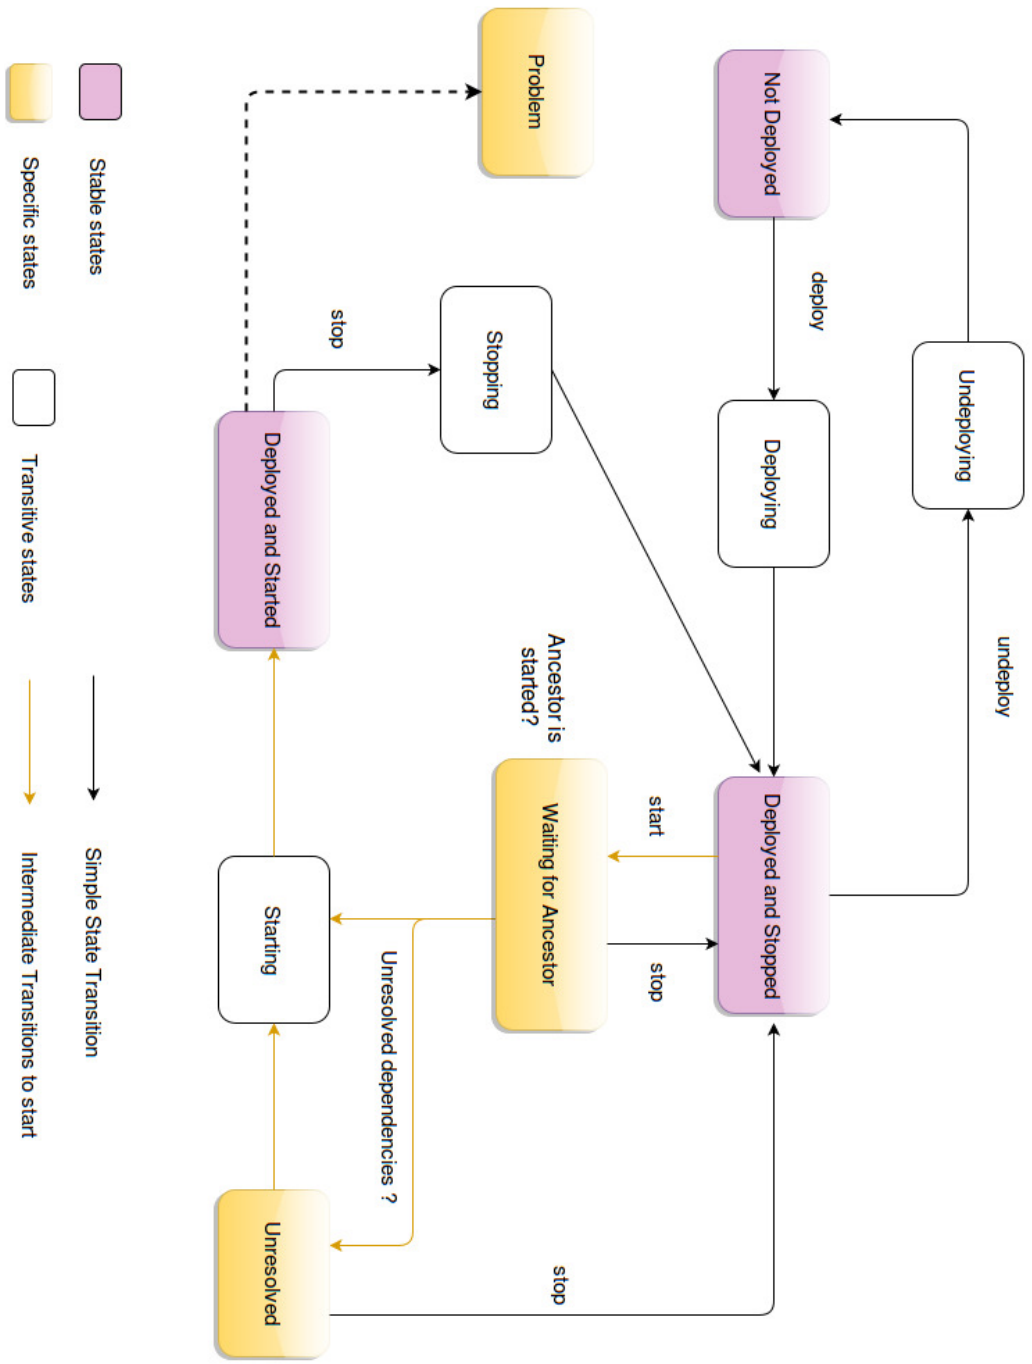 undeploy
Undeploying
Not Deployed
deploy
Deploying
Deployed and Stopped
start
stop
Problem
Stopping
Ancestor is
started?
Waiting for Ancestor
stop
stop
Unresolved dependencies ?
Deployed and Started
Starting
Unresolved
Stable states
Simple State Transition
Specific states
Transitive states
Intermediate Transitions to start